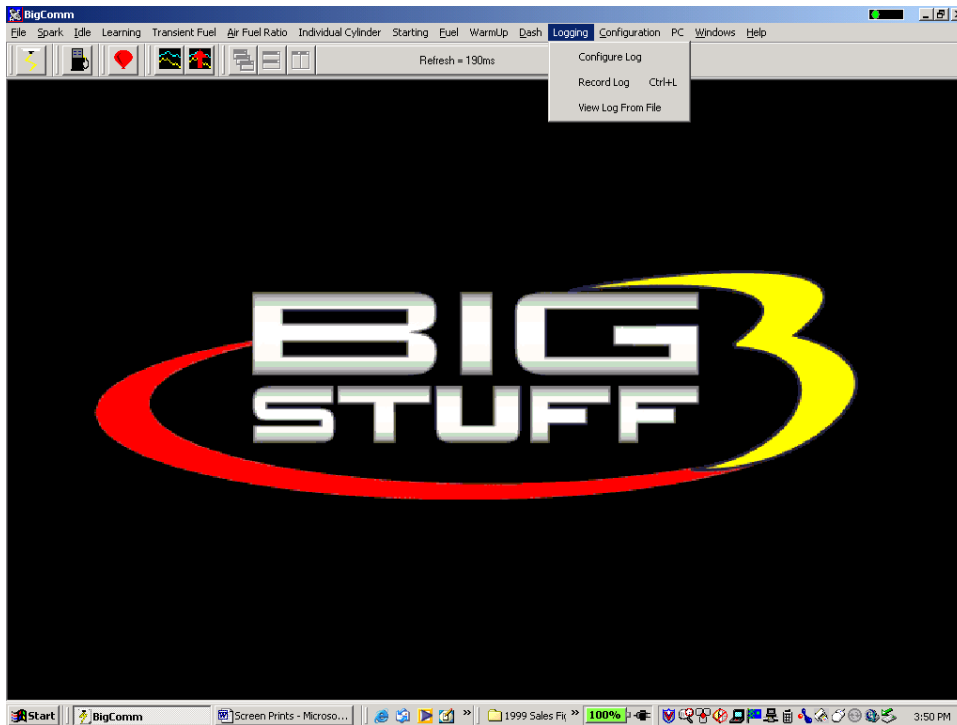 BigComm
File Spark Idle Learning Transient Fuel Air Fuel Ratio Individual Cylinder Starting Fuel WarmUp Dash Logging Configuration PC Windows Help
Refresh = 190ms
Configure Log
Record Log Ctrl+L
View Log From File
BIG
STUFF
3
Start BigComm Screen Prints - Microso... » 1999 Sales Fig » 100% 3:50 PM